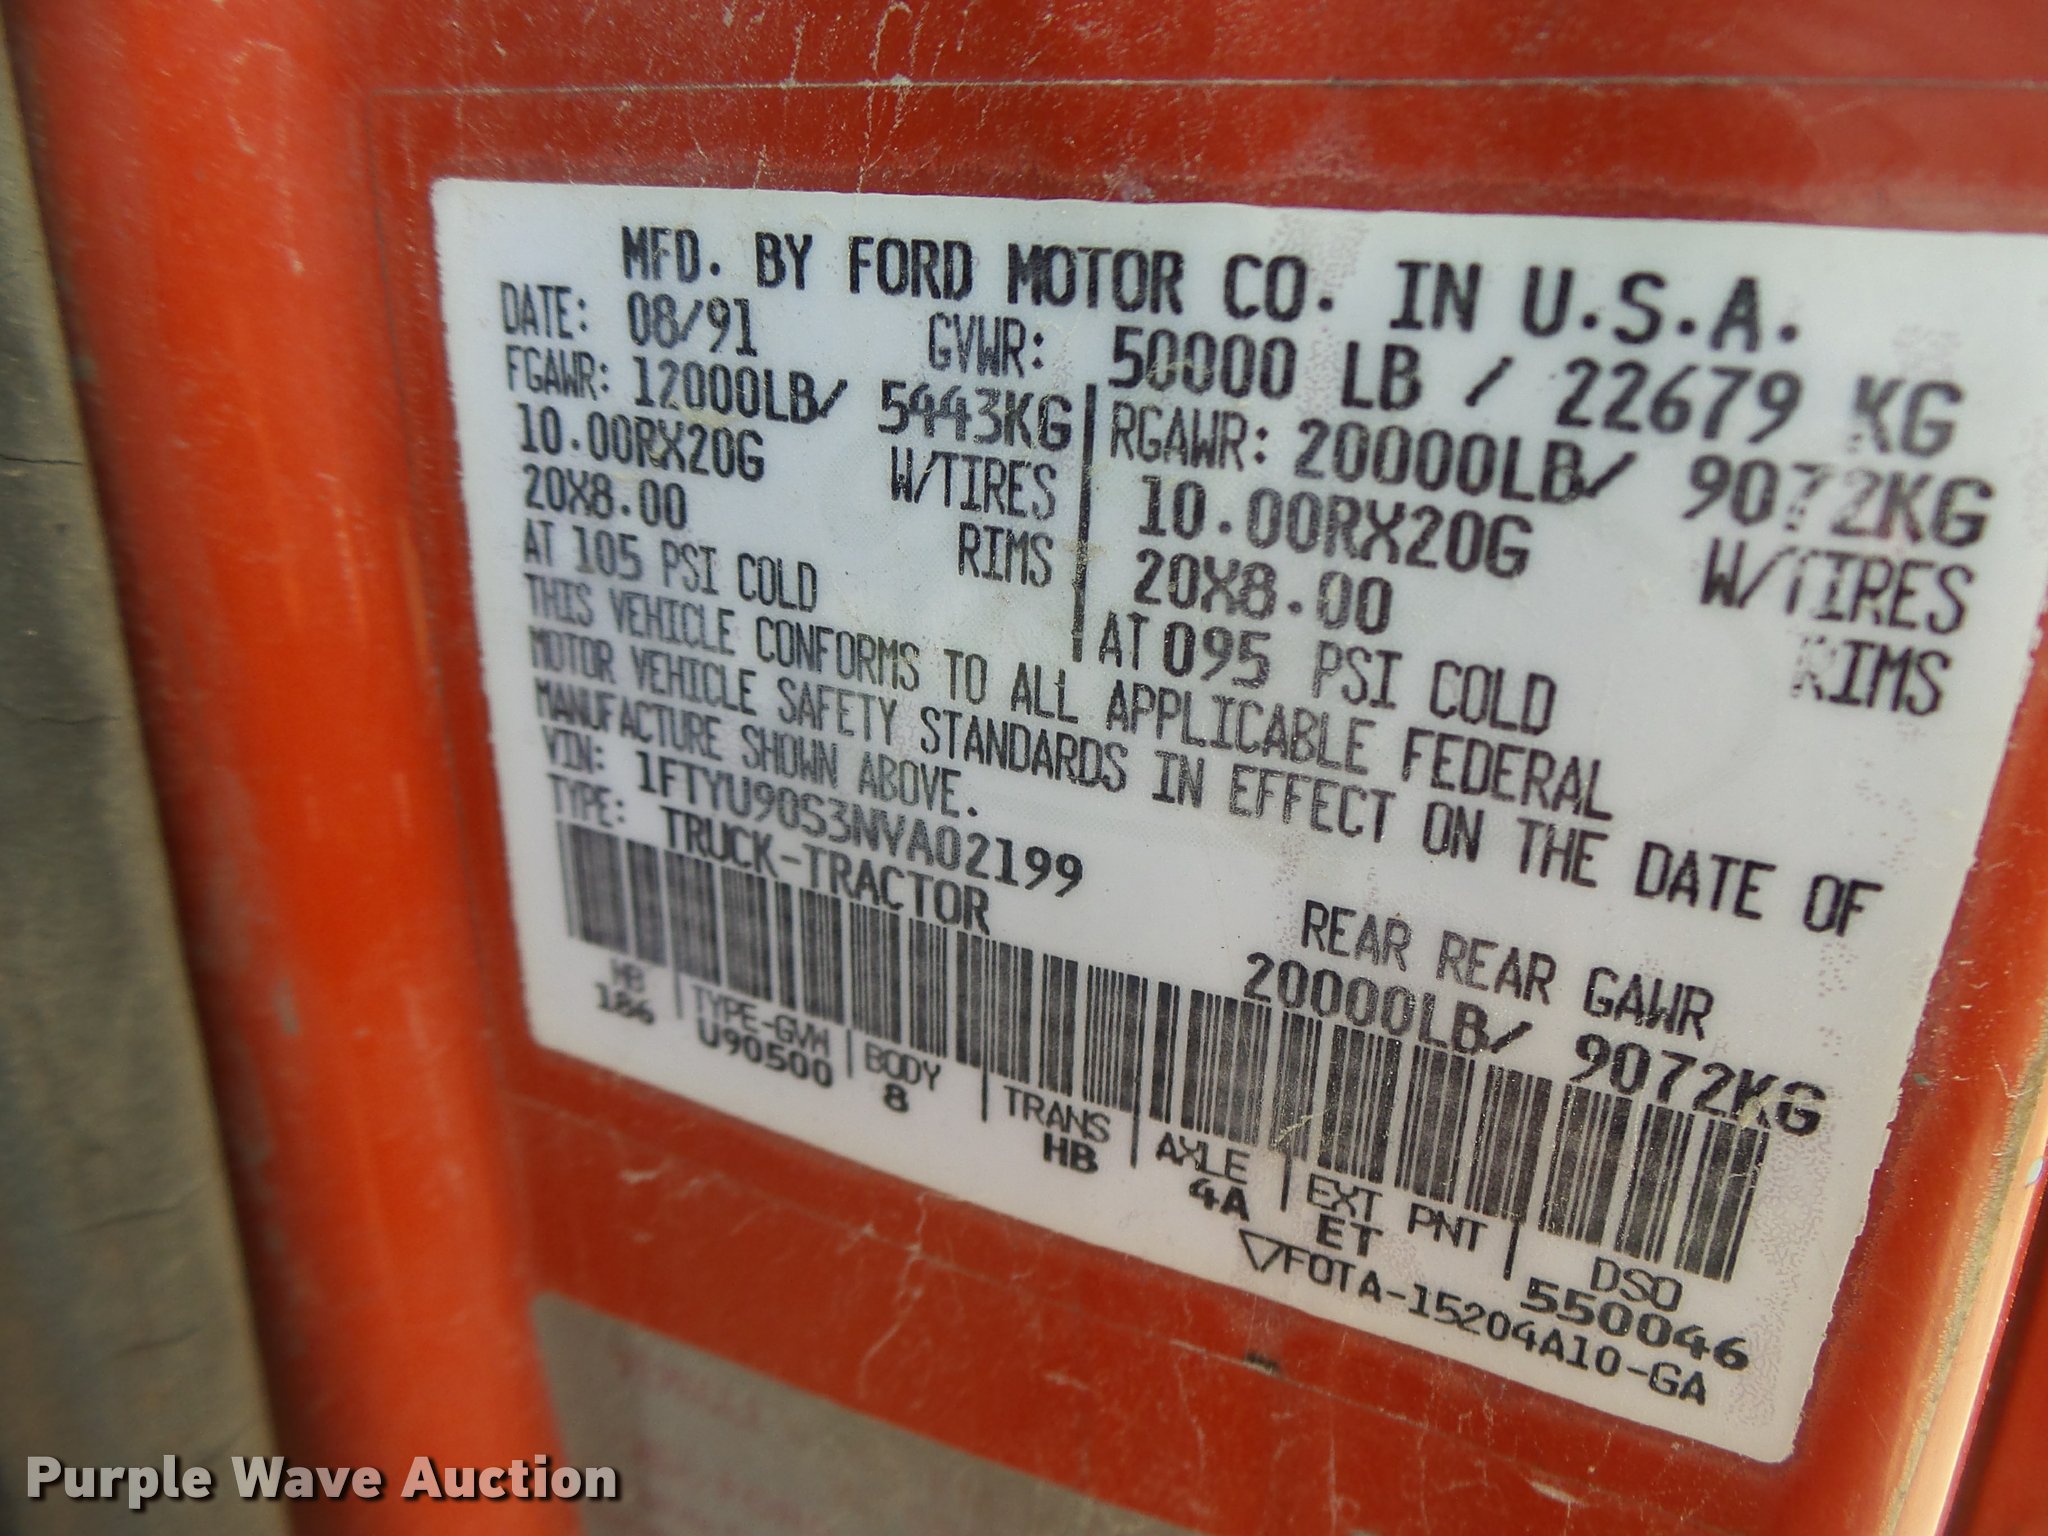 MFD. BY FORD MOTOR CO. IN U.S.A.
DATE: 08/91 GVWR: 50000 LB / 22679 KG
FGAWR: 12000LB/ 5443KG RGAWR: 20000LB/ 9072KG
10.00RX20G W/TIRES 10.00RX20G W/TIRES
20X8.00 RIMS 20X8.00 RIMS
AT 105 PSI COLD AT 095 PSI COLD
THIS VEHICLE CONFORMS TO ALL APPLICABLE FEDERAL
MOTOR VEHICLE SAFETY STANDARDS IN EFFECT ON THE DATE OF
MANUFACTURE SHOWN ABOVE.
VIN: 1FTYU90S3NVA02199 REAR REAR GAWR
TYPE: TRUCK-TRACTOR 20000LB/ 9072KG
HB TYPE-GVW BODY TRANS AXLE EXT PNT DSO
186 U90500 8 HB 4A ET 550046
▽FOTA-15204A10-GA
Purple Wave Auction